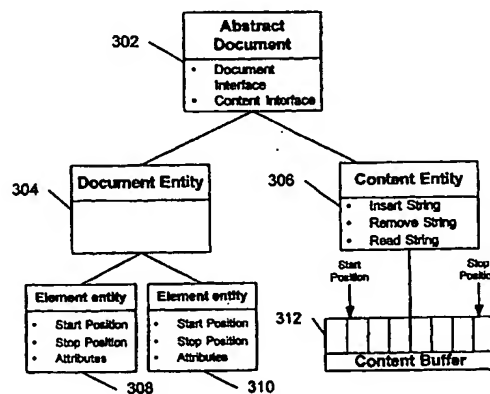 302
Abstract
Document
• Document
Interface
• Content Interface
304
Document Entity
306
Content Entity
• Insert String
• Remove String
• Read String
Start
Position
Stop
Position
Element entity
• Start Position
• Stop Position
• Attributes
308
Element entity
• Start Position
• Stop Position
• Attributes
310
312
Content Buffer